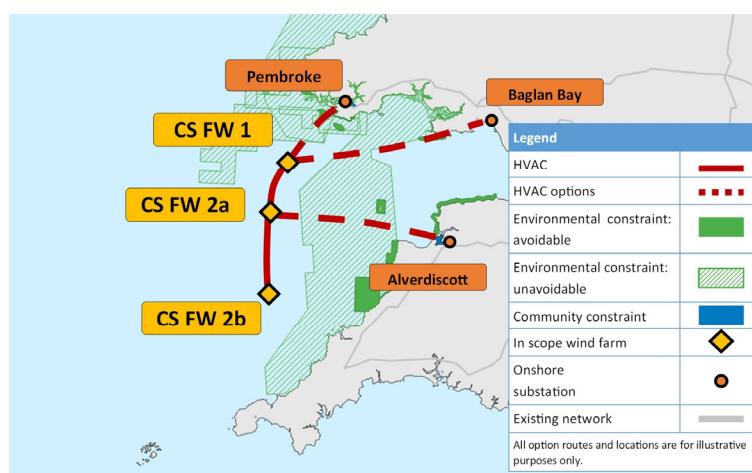 Pembroke
Baglan Bay
CS FW 1
CS FW 2a
Alverdiscott
CS FW 2b
Legend
HVAC
HVAC options
Environmental constraint:
avoidable
Environmental constraint:
unavoidable
Community constraint
In scope wind farm
Onshore
substation
Existing network
All option routes and locations are for illustrative
purposes only.